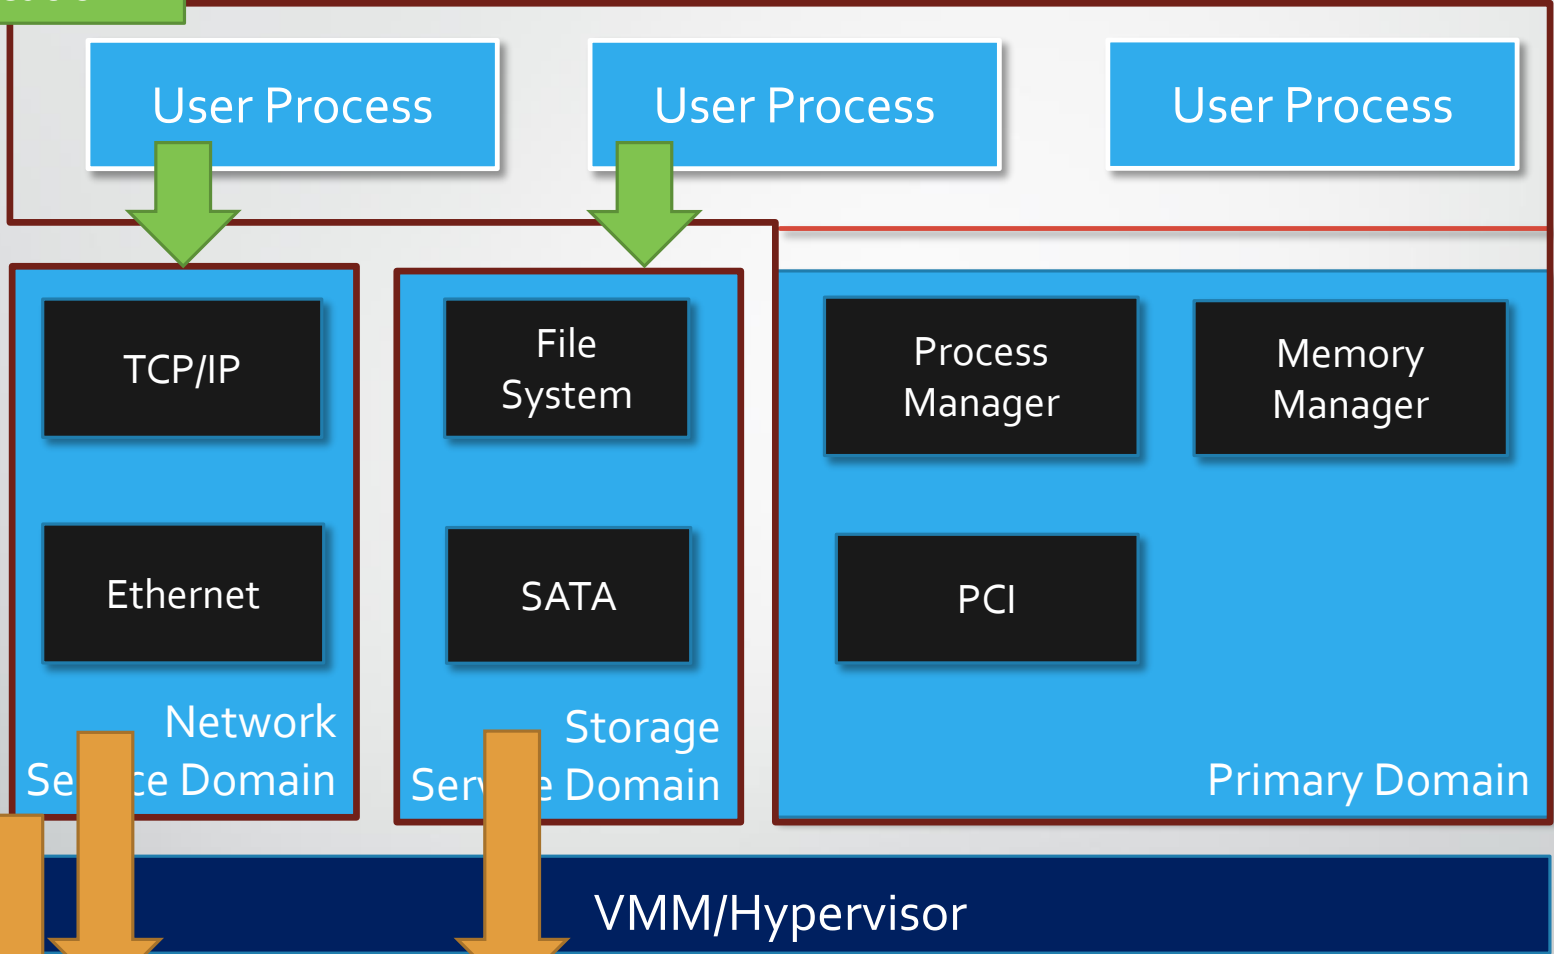 User Process
User Process
User Process
TCP/IP
File
System
Process
Manager
Memory
Manager
Ethernet
SATA
PCI
Network
Domain
Storage
Domain
Primary Domain
VMM/Hypervisor